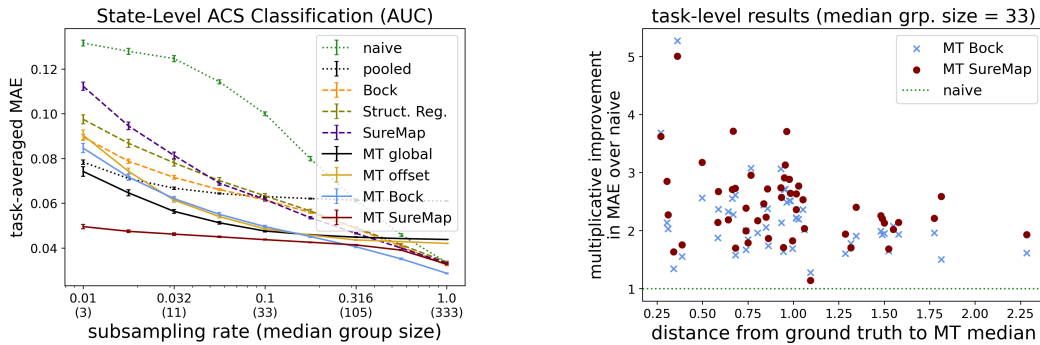 State-Level ACS Classification (AUC)
task-averaged MAE
0.12
0.10
0.08
0.06
0.04
naive
pooled
Bock
Struct. Reg.
SureMap
MT global
MT offset
MT Bock
MT SureMap
0.01 0.032 0.1 0.316 1.0
(3) (11) (33) (105) (333)
subsampling rate (median group size)
task-level results (median grp. size = 33)
multiplicative improvement
in MAE over naive
5
4
3
2
1
MT Bock
MT SureMap
naive
0.25 0.50 0.75 1.00 1.25 1.50 1.75 2.00 2.25
distance from ground truth to MT median